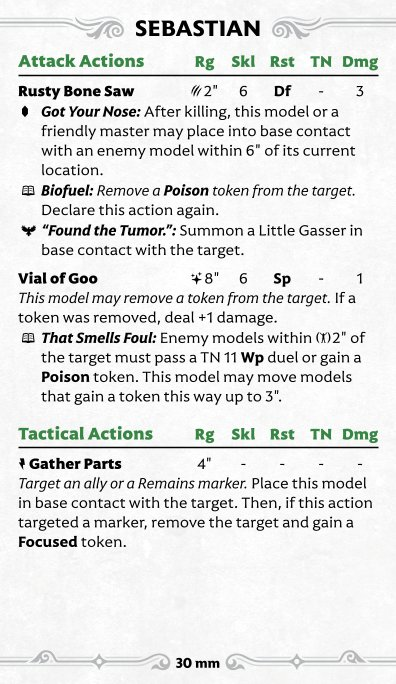 SEBASTIAN
Attack Actions Rg Skl Rst TN Dmg
Rusty Bone Saw 2" 6 Df - 3
Got Your Nose: After killing, this model or a
friendly master may place into base contact
with an enemy model within 6" of its current
location.
Biofuel: Remove a Poison token from the target.
Declare this action again.
"Found the Tumor.": Summon a Little Gasser in
base contact with the target.
Vial of Goo 8" 6 Sp - 1
This model may remove a token from the target. If a
token was removed, deal +1 damage.
That Smells Foul: Enemy models within 2" of
the target must pass a TN 11 Wp duel or gain a
Poison token. This model may move models
that gain a token this way up to 3".
Tactical Actions Rg Skl Rst TN Dmg
Gather Parts 4" - - - -
Target an ally or a Remains marker. Place this model
in base contact with the target. Then, if this action
targeted a marker, remove the target and gain a
Focused token.
30 mm